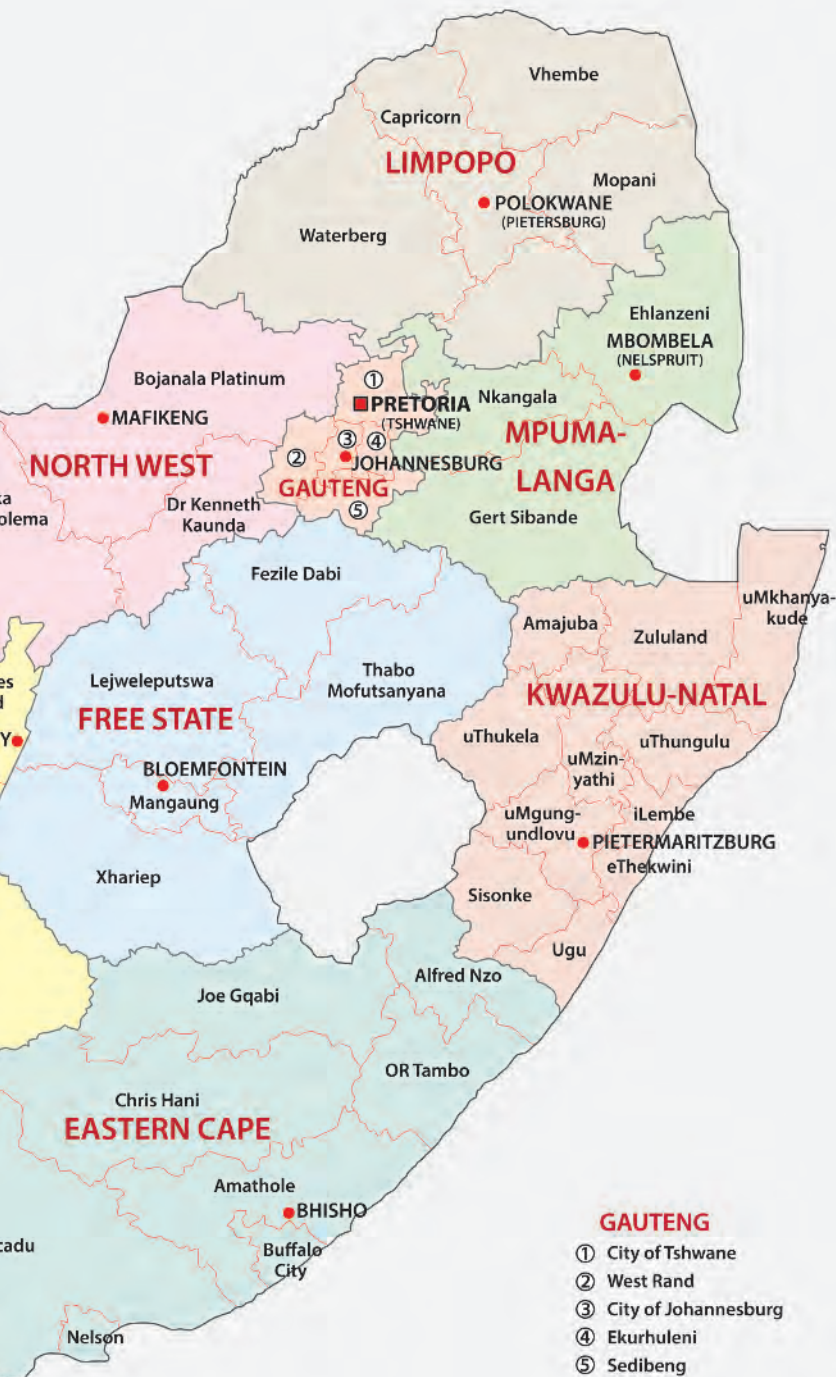 Vhembe
Capricorn
LIMPOPO
Mopani
POLOKWANE
(PIETERSBURG)
Waterberg
Ehlanzeni
MBOMBELA
(NELSPRUIT)
Bojanala Platinum
①
Nkangala
PRETORIA
(TSHWANE)
MAFIKENG
MPUMA-
LANGA
②
③
④
JOHANNESBURG
NORTH WEST
GAUTENG
⑤
Dr Kenneth
Kaunda
ka
olema
Gert Sibande
Fezile Dabi
uMkhanya-
kude
Amajuba
Zululand
Lejweleputswa
Thabo
Mofutsanyana
es
d
FREE STATE
KWAZULU-NATAL
Y
uThukela
uThungulu
uMzin-
yathi
BLOEMFONTEIN
Mangaung
uMgung-
undlovu
iLembe
PIETERMARITZBURG
eThekwini
Xhariep
Sisonke
Ugu
Alfred Nzo
Joe Gqabi
OR Tambo
Chris Hani
EASTERN CAPE
Amathole
BHISHO
cadu
Buffalo
City
Nelson
GAUTENG
① City of Tshwane
② West Rand
③ City of Johannesburg
④ Ekurhuleni
⑤ Sedibeng